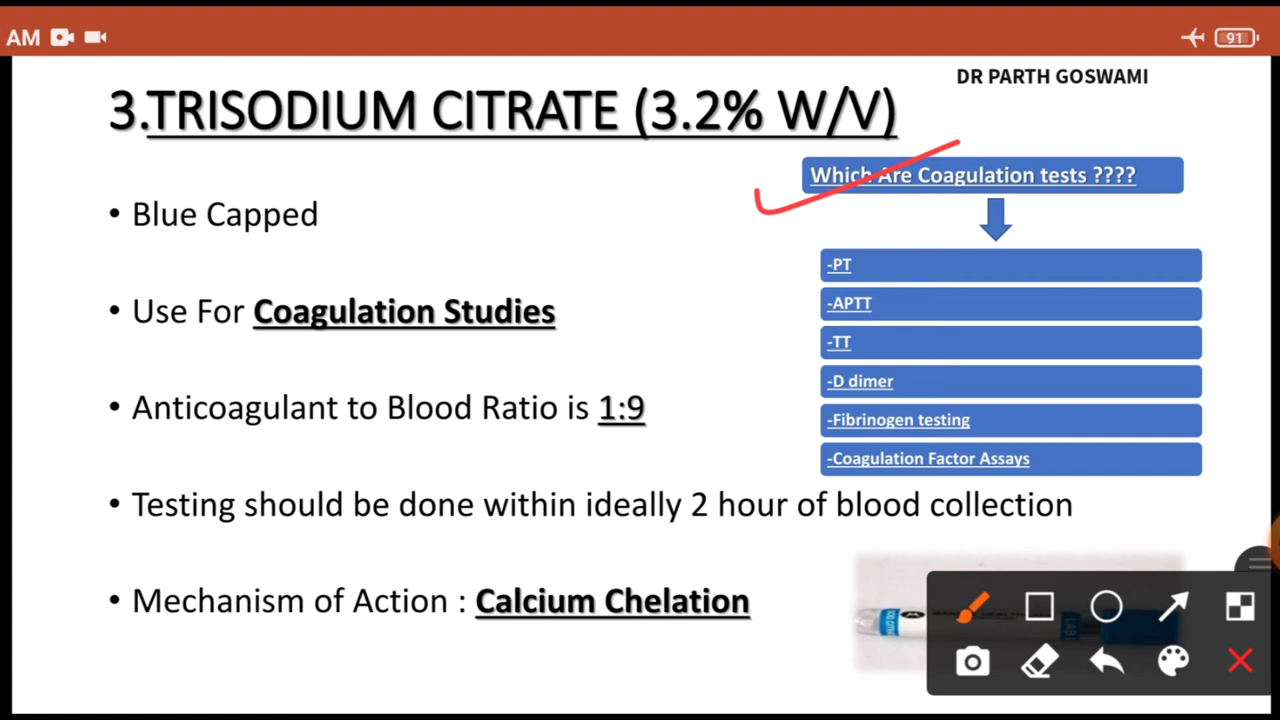 AM
91
DR PARTH GOSWAMI
3.TRISODIUM CITRATE (3.2% W/V)
Which Are Coagulation tests ????
• Blue Capped
-PT
-APTT
• Use For Coagulation Studies
-TT
-D dimer
• Anticoagulant to Blood Ratio is 1:9
-Fibrinogen testing
-Coagulation Factor Assays
• Testing should be done within ideally 2 hour of blood collection
• Mechanism of Action : Calcium Chelation